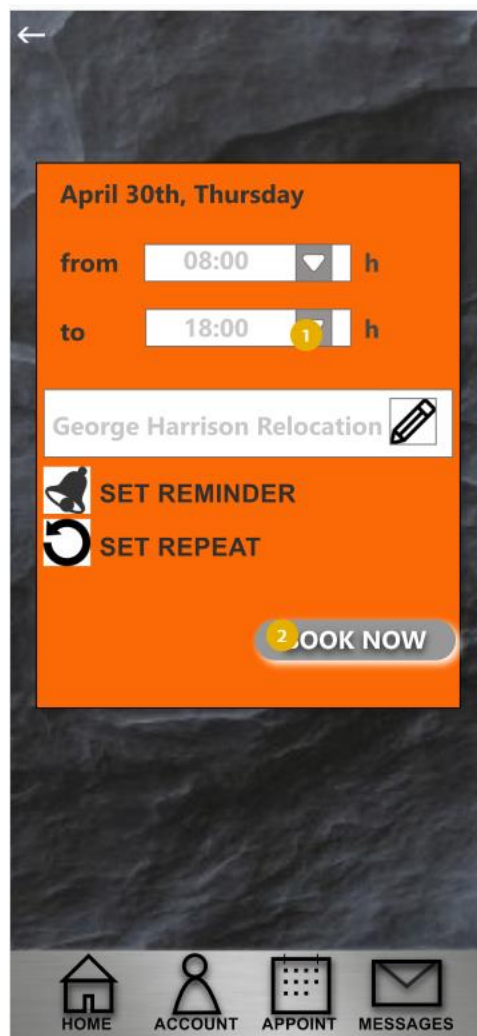 April 30th, Thursday
from 08:00 h
to 18:00 1 h
George Harrison Relocation
SET REMINDER
SET REPEAT
2 OOK NOW
HOME ACCOUNT APPOINT MESSAGES